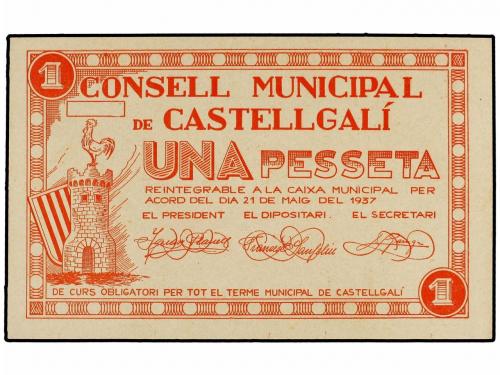 1
CONSELL MUNICIPAL
DE CASTELLGALÍ
UNA PESSETA
REINTEGRABLE A LA CAIXA MUNICIPAL PER
ACORD DEL DIA 21 DE MAIG DEL 1937
EL PRESIDENT EL DIPOSITARI. EL SECRETARI
DE CURS OBLIGATORI PER TOT EL TERME MUNICIPAL DE CASTELLGALÍ
1